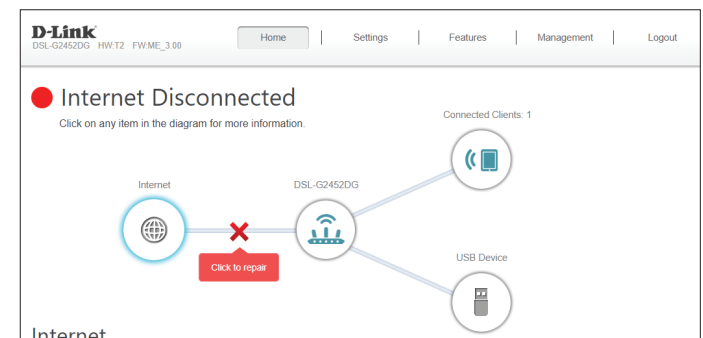 D-Link
DSL-G2452DG HW:T2 FW:ME_3.00
Home Settings Features Management Logout
Internet Disconnected
Click on any item in the diagram for more information.
Connected Clients: 1
Internet
DSL-G2452DG
Click to repair
USB Device
Internet